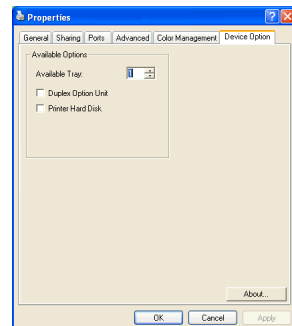 Properties
General Sharing Ports Advanced Color Management Device Option
Available Options
Available Tray: 1
Duplex Option Unit
Printer Hard Disk
About...
OK Cancel Apply